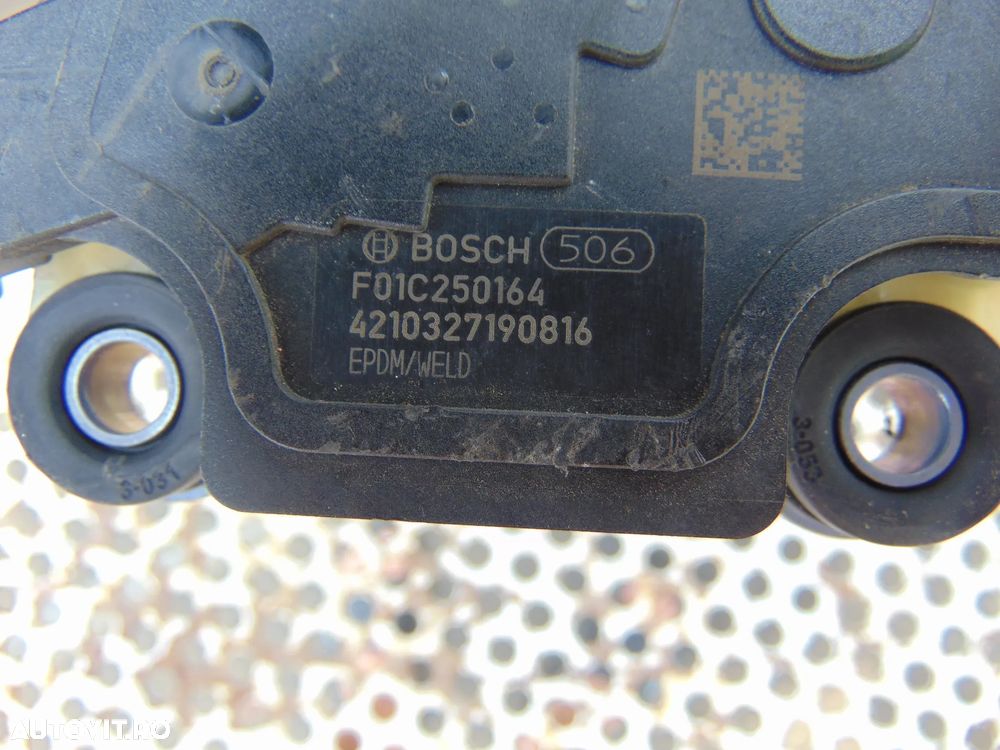 BOSCH 506
F01C250164
4210327190816
EPDM/WELD
3-031
3-053
AUTOVIT.RO